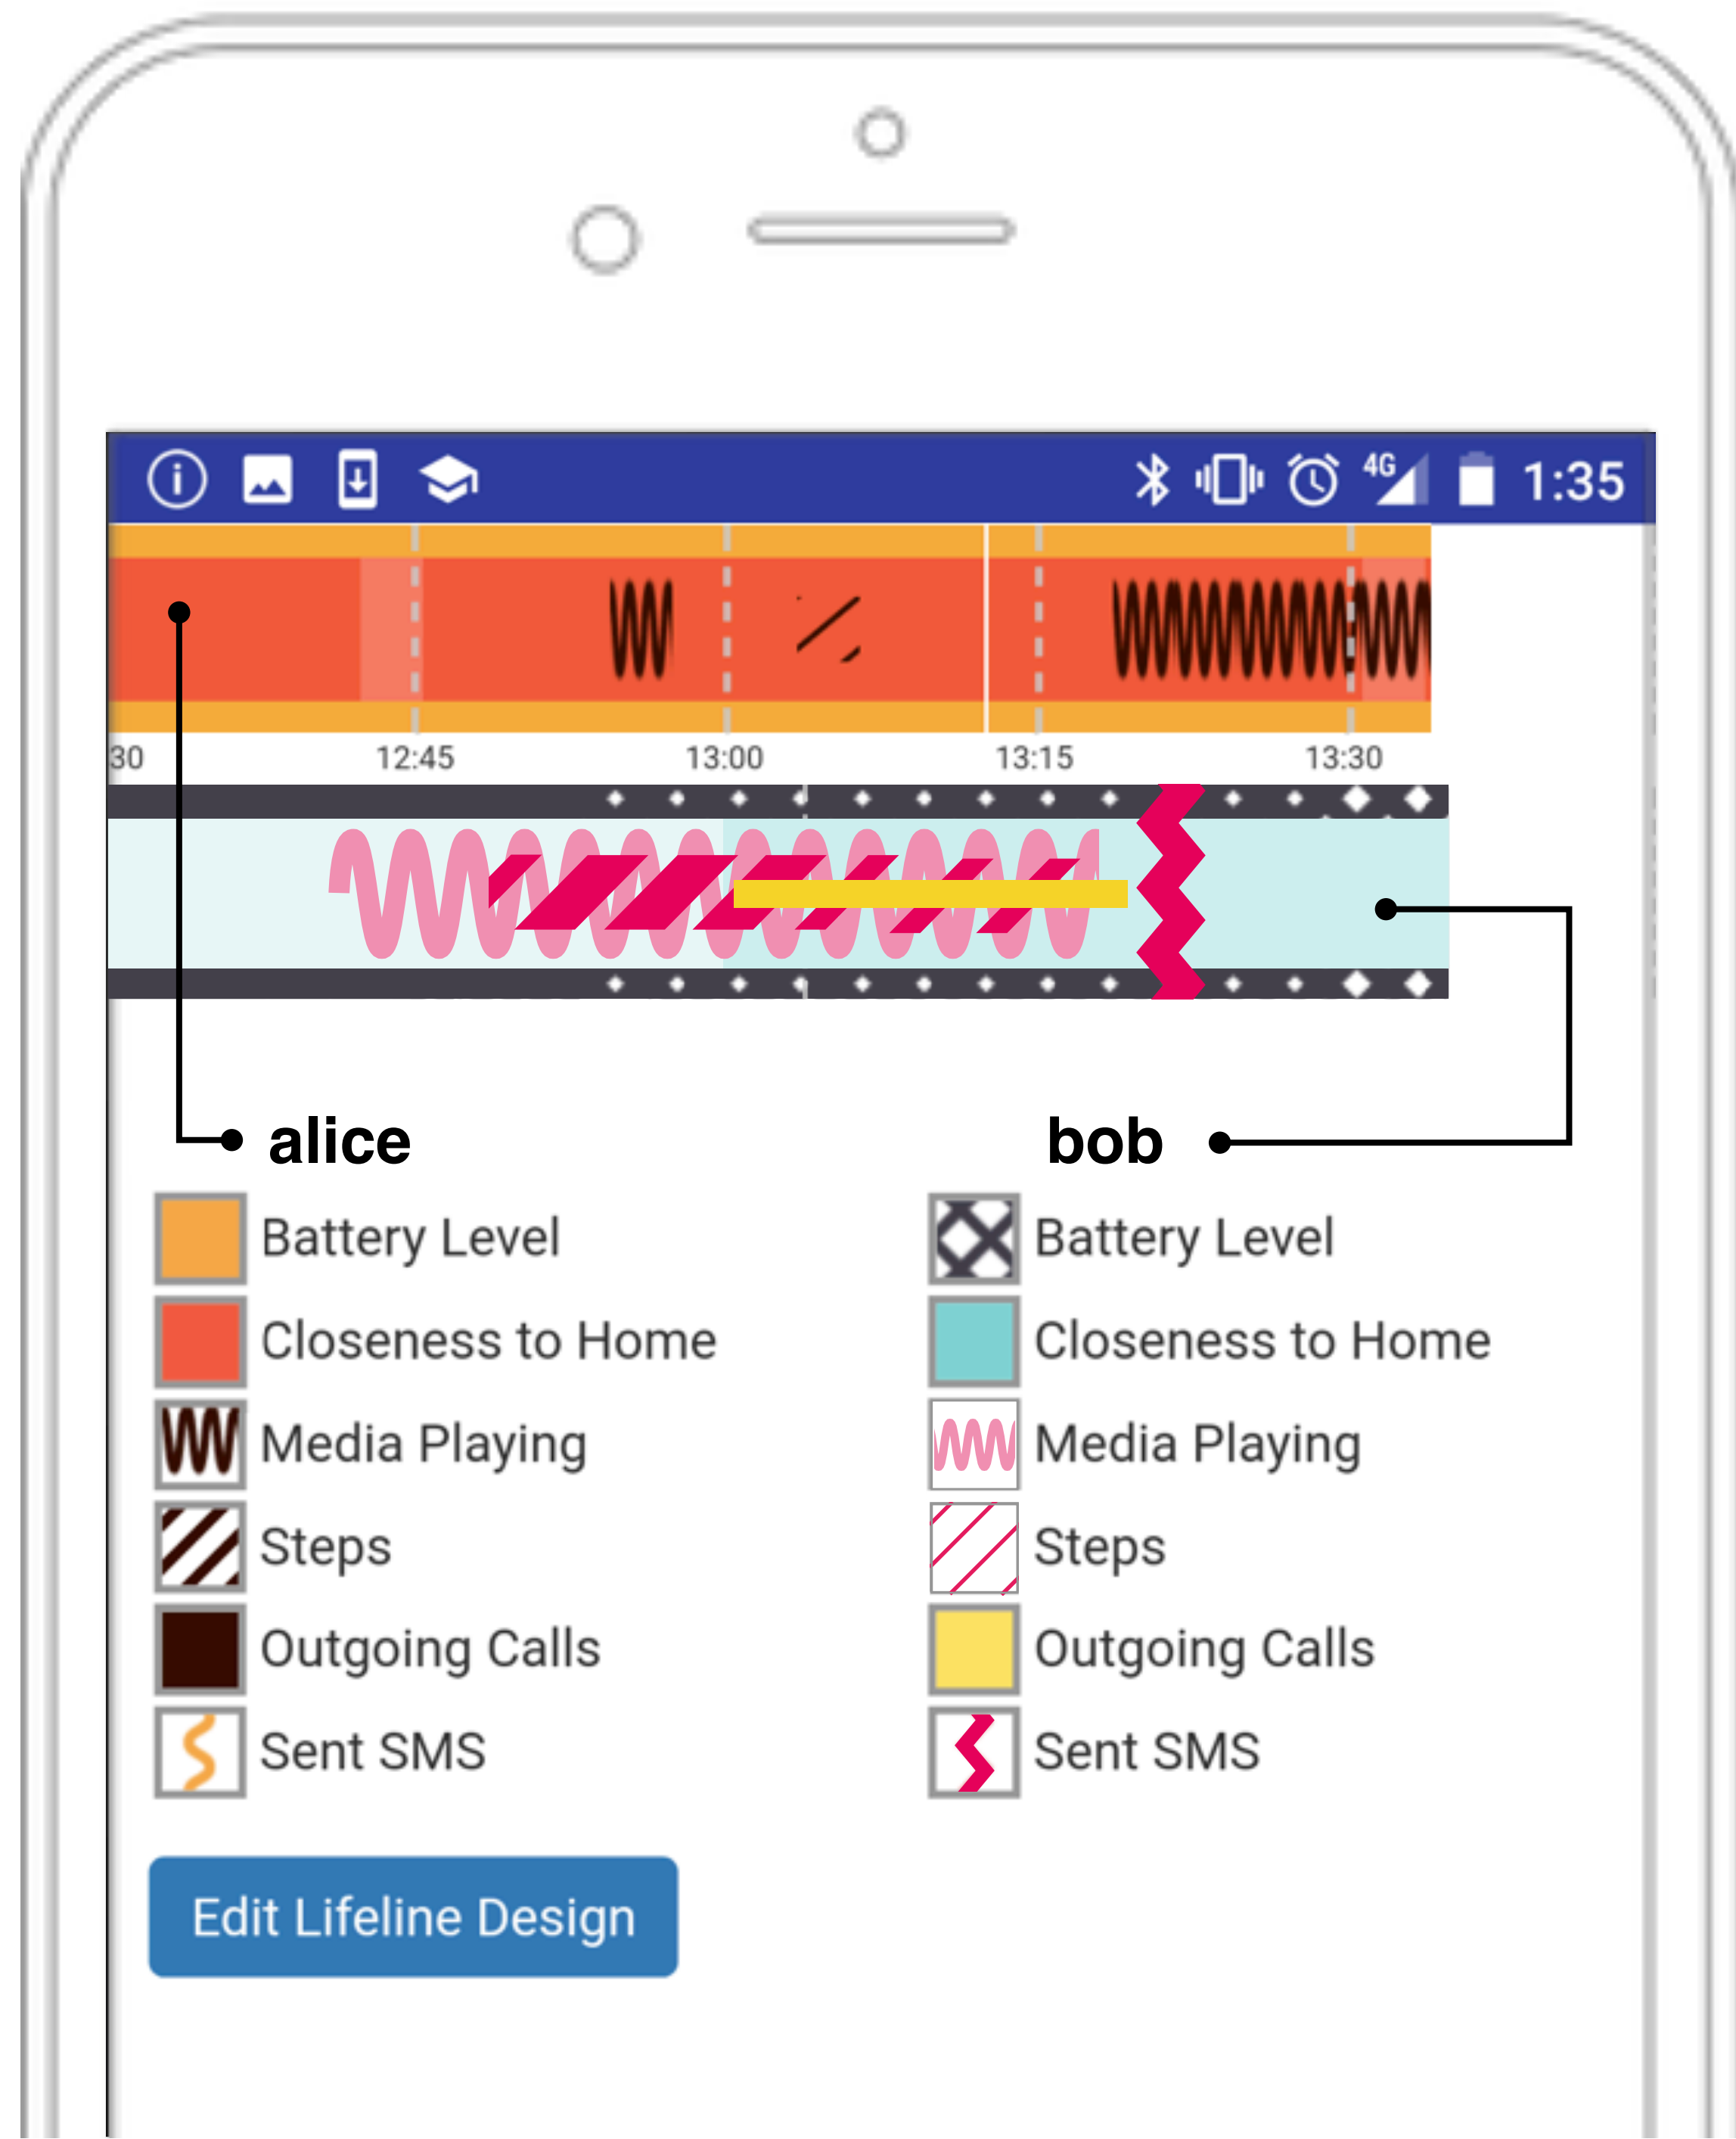 4G 1:35
30 12:45 13:00 13:15 13:30
alice bob
Battery Level Battery Level
Closeness to Home Closeness to Home
Media Playing Media Playing
Steps Steps
Outgoing Calls Outgoing Calls
Sent SMS Sent SMS
Edit Lifeline Design